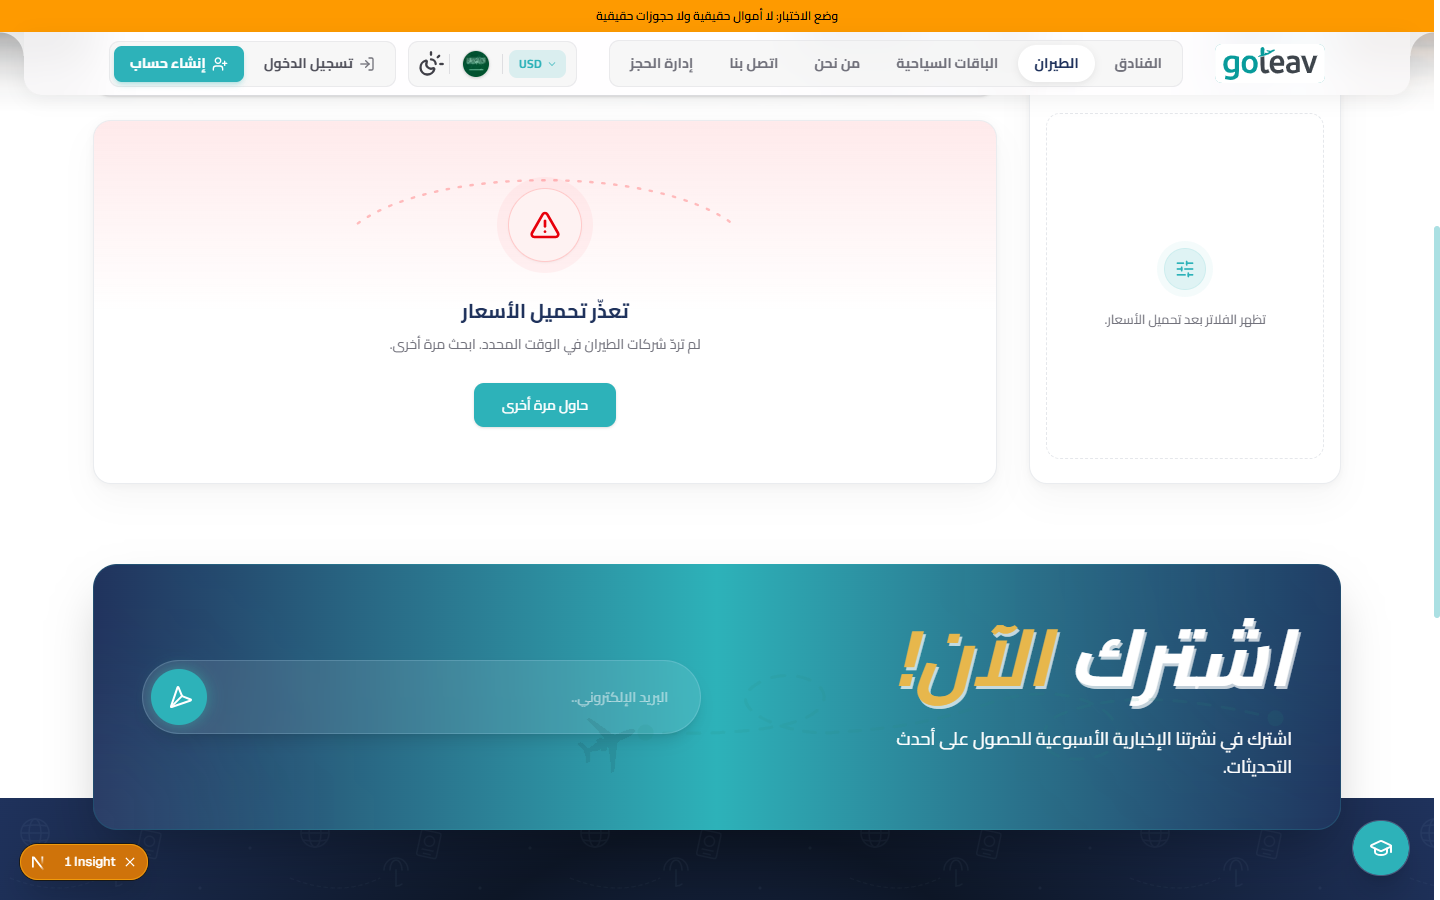 وضع الاختبار: لا أموال حقيقية ولا حجوزات حقيقية
goteav
الفنادق
الطيران
الباقات السياحية
من نحن
اتصل بنا
إدارة الحجز
USD
تسجيل الدخول
إنشاء حساب
تظهر الفلاتر بعد تحميل الأسعار.
تعذّر تحميل الأسعار
لم تردّ شركات الطيران في الوقت المحدد. ابحث مرة أخرى.
حاول مرة أخرى
اشترك الآن!
اشترك في نشرتنا الإخبارية الأسبوعية للحصول على أحدث
التحديثات.
البريد الإلكتروني..
1 Insight